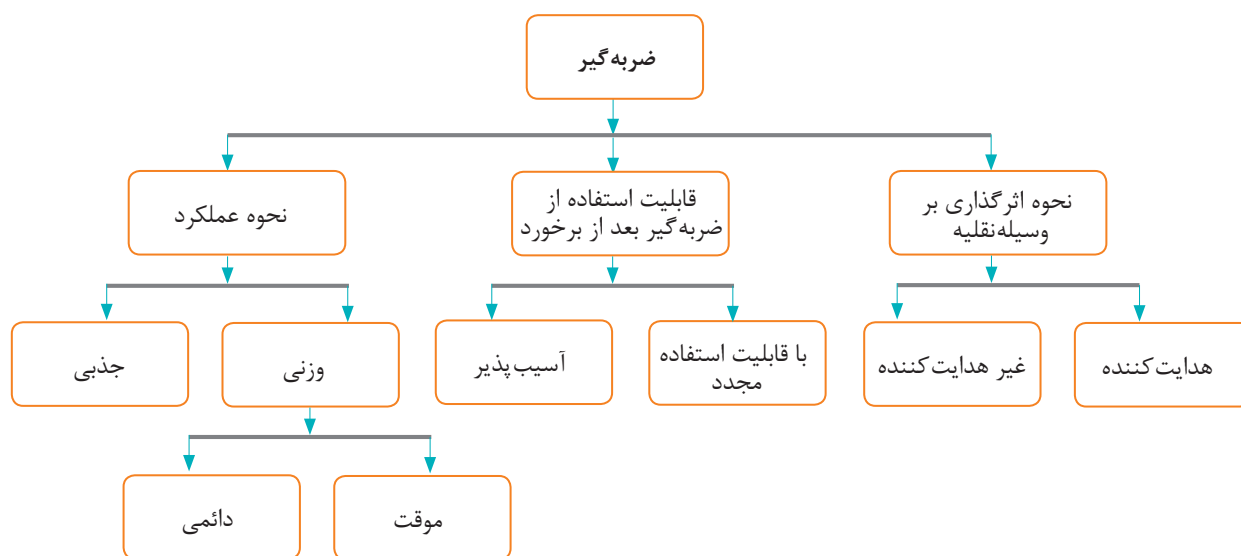 ضربه‌گیر
نحوه اثرگذاری بر
وسیله‌نقلیه
قابلیت استفاده از
ضربه‌گیر بعد از برخورد
نحوه عملکرد
هدایت‌کننده
غیر هدایت‌کننده
با قابلیت استفاده
مجدد
آسیب‌پذیر
وزنی
جذبی
موقت
دائمی